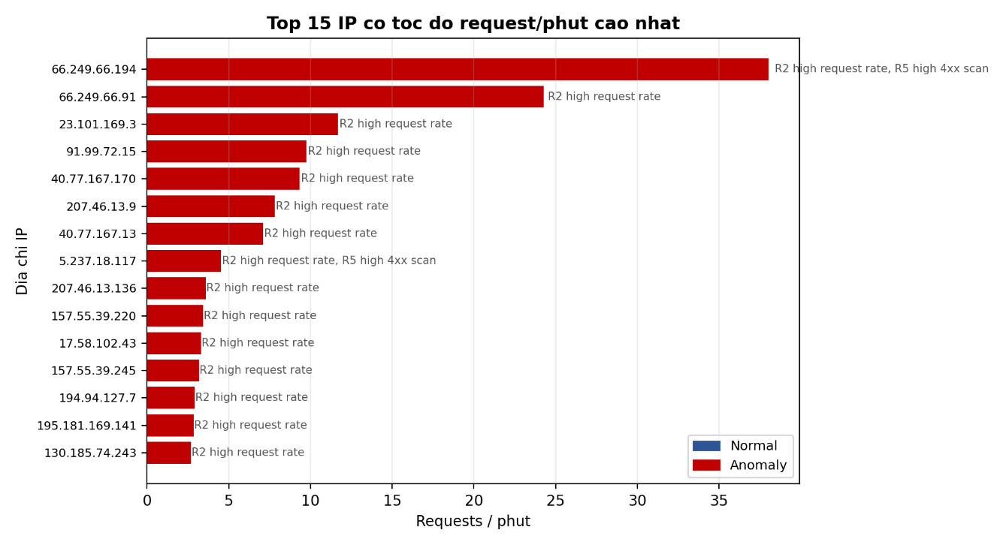 Top 15 IP co toc do request/phut cao nhat
66.249.66.194 R2 high request rate, R5 high 4xx scan
66.249.66.91 R2 high request rate
23.101.169.3 R2 high request rate
91.99.72.15 R2 high request rate
40.77.167.170 R2 high request rate
207.46.13.9 R2 high request rate
40.77.167.13 R2 high request rate
5.237.18.117 R2 high request rate, R5 high 4xx scan
207.46.13.136 R2 high request rate
157.55.39.220 R2 high request rate
17.58.102.43 R2 high request rate
157.55.39.245 R2 high request rate
194.94.127.7 R2 high request rate
195.181.169.141 R2 high request rate
130.185.74.243 R2 high request rate
Dia chi IP
Normal
Anomaly
0 5 10 15 20 25 30 35
Requests / phut